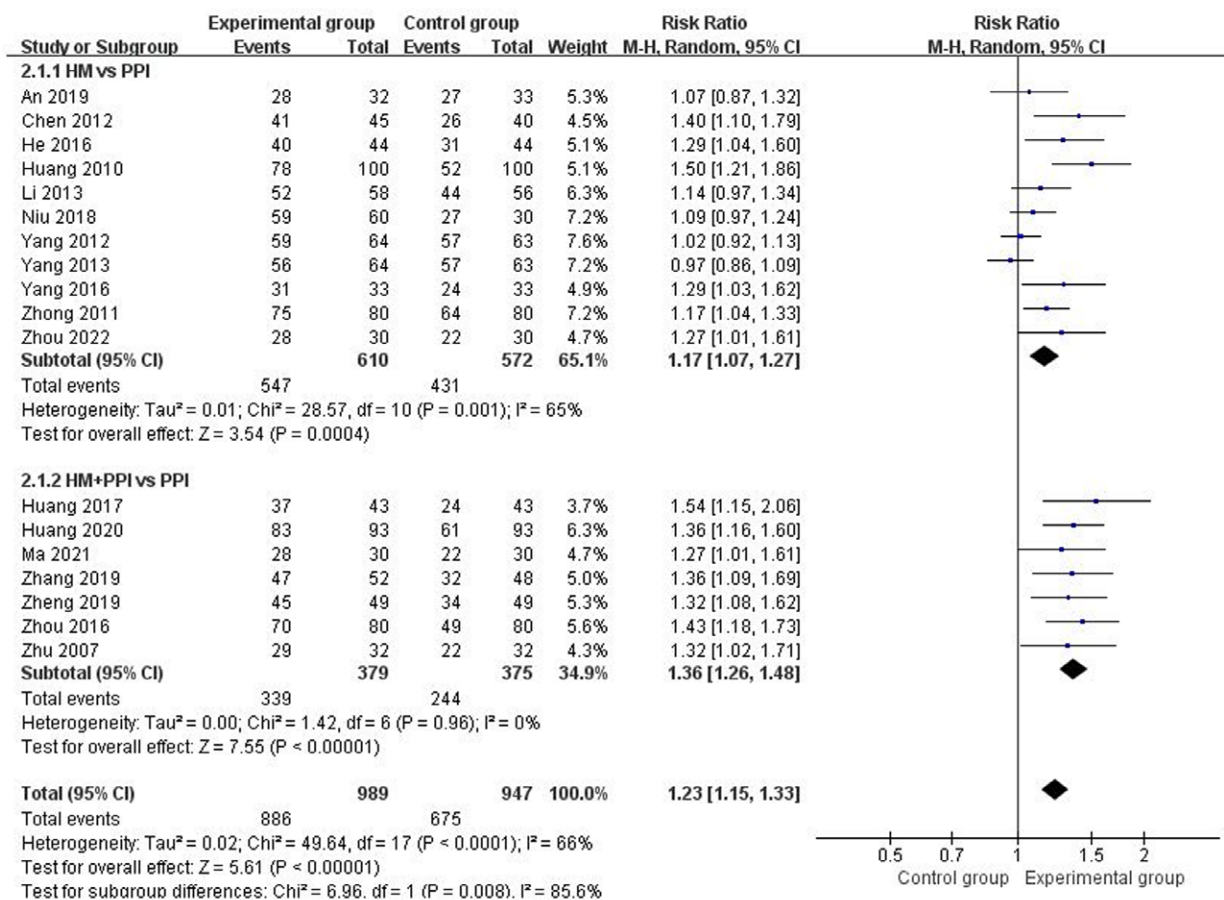 Experimental group Control group Risk Ratio Risk Ratio
Study or Subgroup Events Total Events Total Weight M-H, Random, 95% CI M-H, Random, 95% CI
2.1.1 HM vs PPI
An 2019 28 32 27 33 5.3% 1.07 [0.87, 1.32]
Chen 2012 41 45 26 40 4.5% 1.40 [1.10, 1.79]
He 2016 40 44 31 44 5.1% 1.29 [1.04, 1.60]
Huang 2010 78 100 52 100 5.1% 1.50 [1.21, 1.86]
Li 2013 52 58 44 56 6.3% 1.14 [0.97, 1.34]
Niu 2018 59 60 27 30 7.2% 1.09 [0.97, 1.24]
Yang 2012 59 64 57 63 7.6% 1.02 [0.92, 1.13]
Yang 2013 56 64 57 63 7.2% 0.97 [0.86, 1.09]
Yang 2016 31 33 24 33 4.9% 1.29 [1.03, 1.62]
Zhong 2011 75 80 64 80 7.2% 1.17 [1.04, 1.33]
Zhou 2022 28 30 22 30 4.7% 1.27 [1.01, 1.61]
Subtotal (95% CI) 610 572 65.1% 1.17 [1.07, 1.27]
Total events 547 431
Heterogeneity: Tau² = 0.01; Chi² = 28.57, df = 10 (P = 0.001); I² = 65%
Test for overall effect: Z = 3.54 (P = 0.0004)
2.1.2 HM+PPI vs PPI
Huang 2017 37 43 24 43 3.7% 1.54 [1.15, 2.06]
Huang 2020 83 93 61 93 6.3% 1.36 [1.16, 1.60]
Ma 2021 28 30 22 30 4.7% 1.27 [1.01, 1.61]
Zhang 2019 47 52 32 48 5.0% 1.36 [1.09, 1.69]
Zheng 2019 45 49 34 49 5.3% 1.32 [1.08, 1.62]
Zhou 2016 70 80 49 80 5.6% 1.43 [1.18, 1.73]
Zhu 2007 29 32 22 32 4.3% 1.32 [1.02, 1.71]
Subtotal (95% CI) 379 375 34.9% 1.36 [1.26, 1.48]
Total events 339 244
Heterogeneity: Tau² = 0.00; Chi² = 1.42, df = 6 (P = 0.96); I² = 0%
Test for overall effect: Z = 7.55 (P < 0.00001)
Total (95% CI) 989 947 100.0% 1.23 [1.15, 1.33]
Total events 886 675
Heterogeneity: Tau² = 0.02; Chi² = 49.64, df = 17 (P < 0.0001); I² = 66%
Test for overall effect: Z = 5.61 (P < 0.00001)
Test for subgroup differences: Chi² = 6.96, df = 1 (P = 0.008), I² = 85.6%
0.5 0.7 1 1.5 2
Control group Experimental group